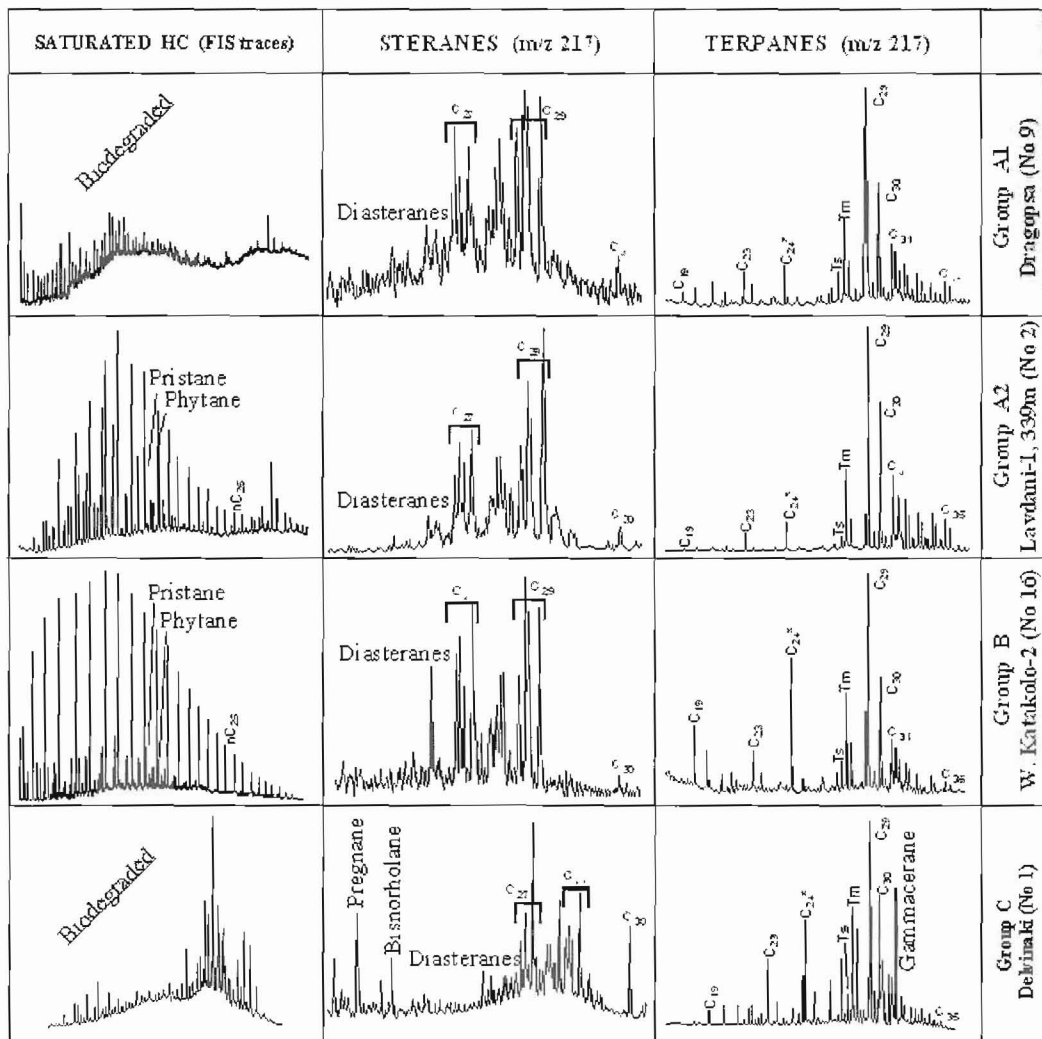 SATURATED HC (FIS traces)
STERANES (m/z 217)
TERPANES (m/z 217)
Biodegraded
Diasteranes
C19
C23
Ts
Tm
C29
C30
C31
Group A1
Dragopsa (No 9)
Pristane
Phytane
nC25
Diasteranes
C30
C19
C23
Ts
Tm
C29
C30
C35
Group A2
Lavdani-1, 339m (No 2)
Pristane
Phytane
nC25
Diasteranes
C29
C30
C19
C23
C24*
Ts
Tm
C29
C30
C31
C35
Group B
W. Katakolo-2 (No 16)
Biodegraded
Pregnane
Bisnorholane
Diasteranes
C19
C23
C24*
Ts
Tm
C29
C30
Gammacerane
C35
Group C
Delvinaki (No 1)